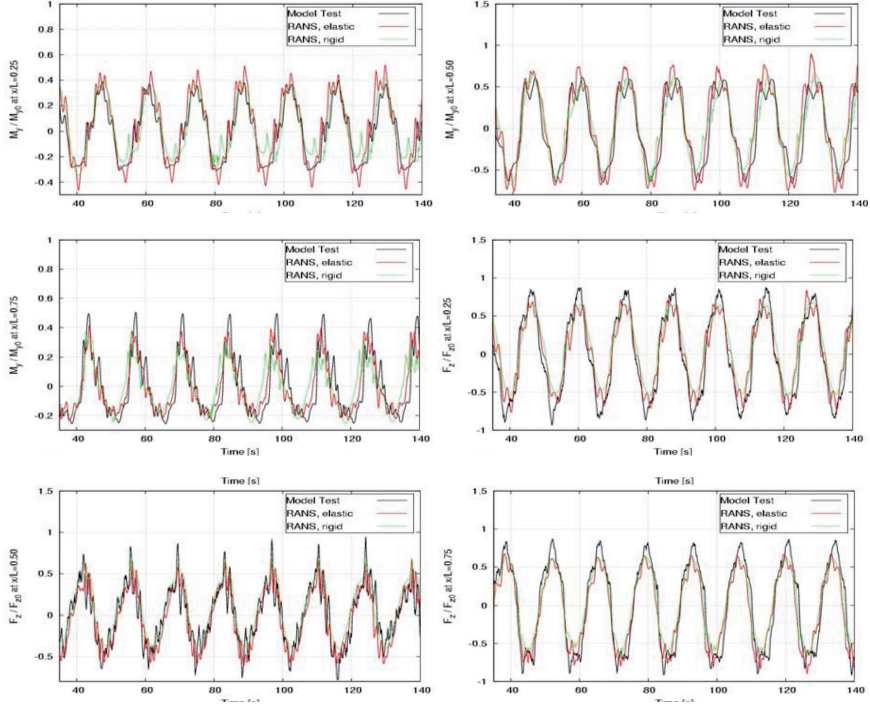 1
0.8
0.6
0.4
0.2
0
-0.2
-0.4
M_y / M_y0 at x/L=0.25
Model Test
RANS, elastic
RANS, rigid
40 60 80 100 120 140
1.5
1
0.5
0
-0.5
M_y / M_y0 at x/L=0.50
Model Test
RANS, elastic
RANS, rigid
40 60 80 100 120 140
1
0.8
0.6
0.4
0.2
0
-0.2
M_y / M_y0 at x/L=0.75
Model Test
RANS, elastic
RANS, rigid
40 60 80 100 120 140
Time [s]
1.5
1
0.5
0
-0.5
-1
F_z / F_z0 at x/L=0.25
Model Test
RANS, elastic
RANS, rigid
40 60 80 100 120 140
Time [s]
Time [s]
1.5
1
0.5
0
-0.5
F_z / F_z0 at x/L=0.50
Model Test
RANS, elastic
RANS, rigid
40 60 80 100 120 140
Time [s]
Time [s]
1.5
1
0.5
0
-0.5
-1
F_z / F_z0 at x/L=0.75
Model Test
RANS, elastic
RANS, rigid
40 60 80 100 120 140
Time [s]